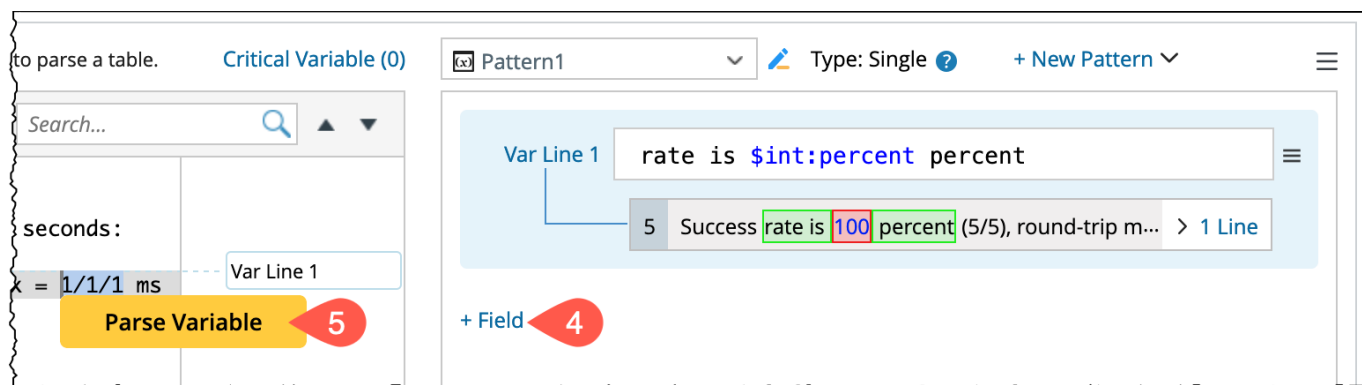 to parse a table. Critical Variable (0)
Pattern1 Type: Single ? + New Pattern
Search...
Var Line 1 rate is $int:percent percent
5 Success rate is 100 percent (5/5), round-trip m... > 1 Line
seconds:
Var Line 1
x = 1/1/1 ms
Parse Variable 5
+ Field 4